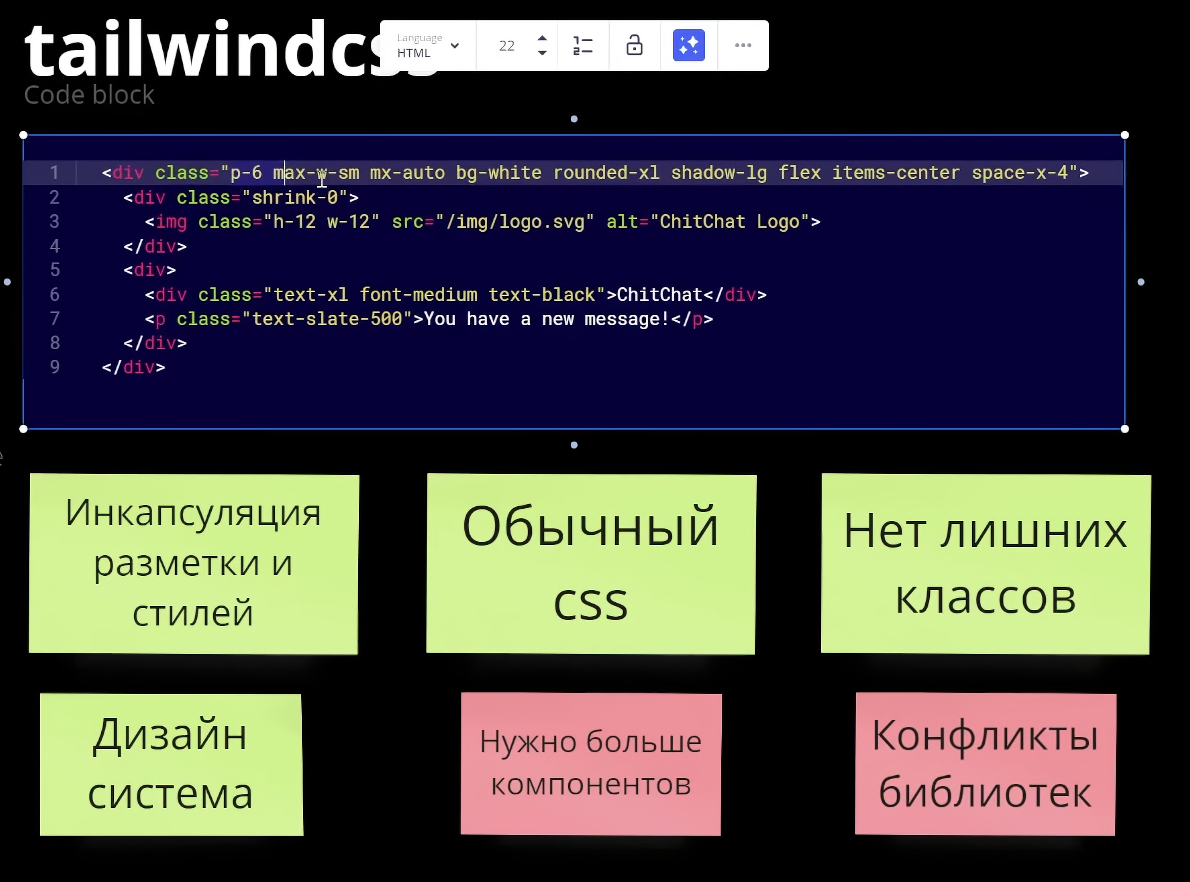 tailwindcss
Language
HTML
22
Code block
1 <div class="p-6 max-w-sm mx-auto bg-white rounded-xl shadow-lg flex items-center space-x-4">
2 <div class="shrink-0">
3 <img class="h-12 w-12" src="/img/logo.svg" alt="ChitChat Logo">
4 </div>
5 <div>
6 <div class="text-xl font-medium text-black">ChitChat</div>
7 <p class="text-slate-500">You have a new message!</p>
8 </div>
9 </div>
Инкапсуляция
разметки и
стилей
Обычный
css
Нет лишних
классов
Дизайн
система
Нужно больше
компонентов
Конфликты
библиотек